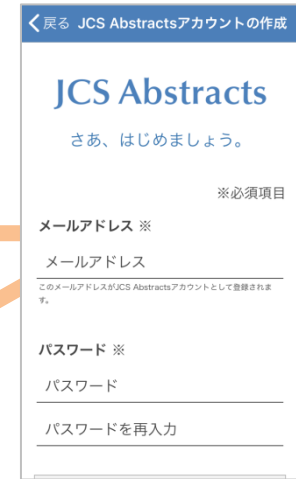 戻る JCS Abstractsアカウントの作成
JCS Abstracts
さあ、はじめましょう。
※必須項目
メールアドレス ※
メールアドレス
このメールアドレスがJCS Abstractsアカウントとして登録されま
す。
パスワード ※
パスワード
パスワードを再入力